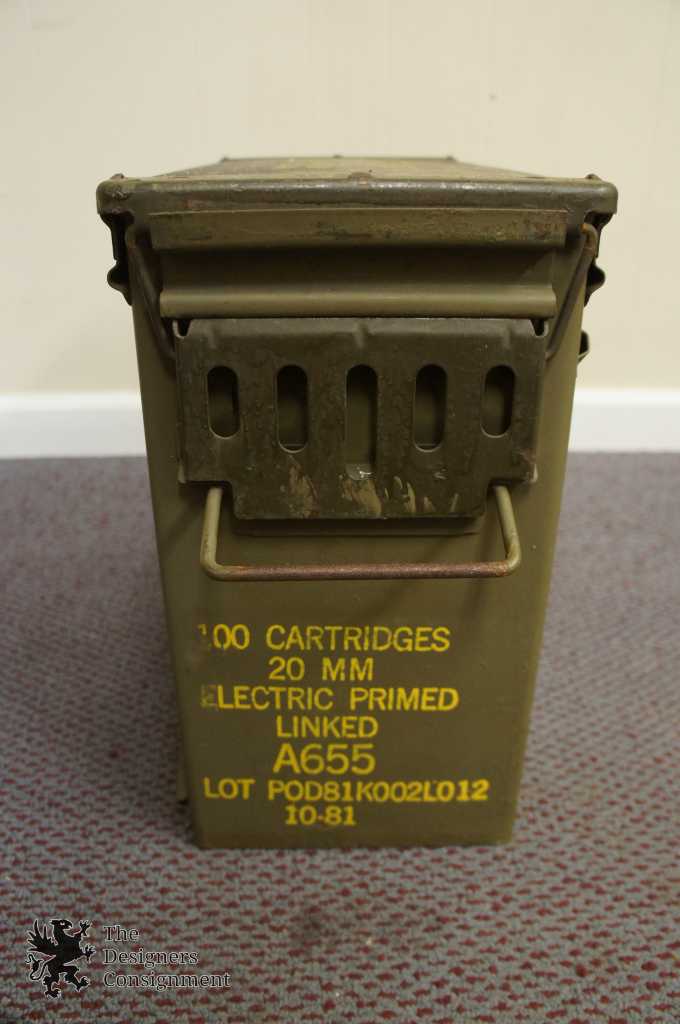 100 CARTRIDGES
20 MM
ELECTRIC PRIMED
LINKED
A655
LOT POD81K002L012
10-81
The
Designers
Consignment